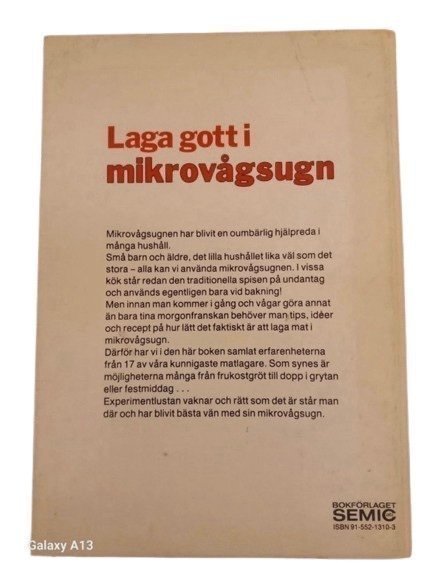 Laga gott i
mikrovågsugn
Mikrovågsugnen har blivit en oumbärlig hjälpreda i
många hushåll.
Små barn och äldre, det lilla hushållet lika väl som det
stora – alla kan vi använda mikrovågsugnen. I vissa
kök står redan den traditionella spisen på undantag
och används egentligen bara vid bakning!
Men innan man kommer i gång och vågar göra annat
än bara tina morgonfranskan behöver man tips, idéer
och recept på hur lätt det faktiskt är att laga mat i
mikrovågsugn.
Därför har vi i den här boken samlat erfarenheterna
från 17 av våra kunnigaste matlagare. Som synes är
möjligheterna många från frukostgröt till dopp i grytan
eller festmiddag . . .
Experimentlustan vaknar och rätt som det är står man
där och har blivit bästa vän med sin mikrovågsugn.
BOKFÖRLAGET
SEMIC
ISBN 91-552-1310-3
Galaxy A13